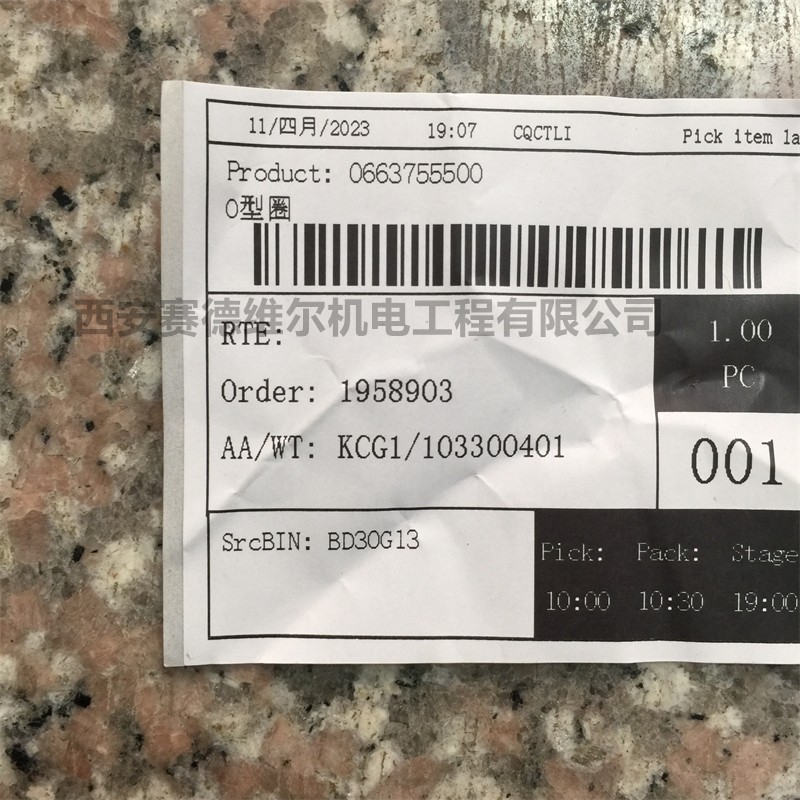 11/四月/2023 19:07 CQCTLI Pick item la
Product: 0663755500
O型圈
西安赛德维尔机电工程有限公司
RTE:
1.00
PC
Order: 1958903
AA/WT: KCG1/103300401
001
SrcBIN: BD30G13
Pick: Pack: Stage
10:00 10:30 19:00